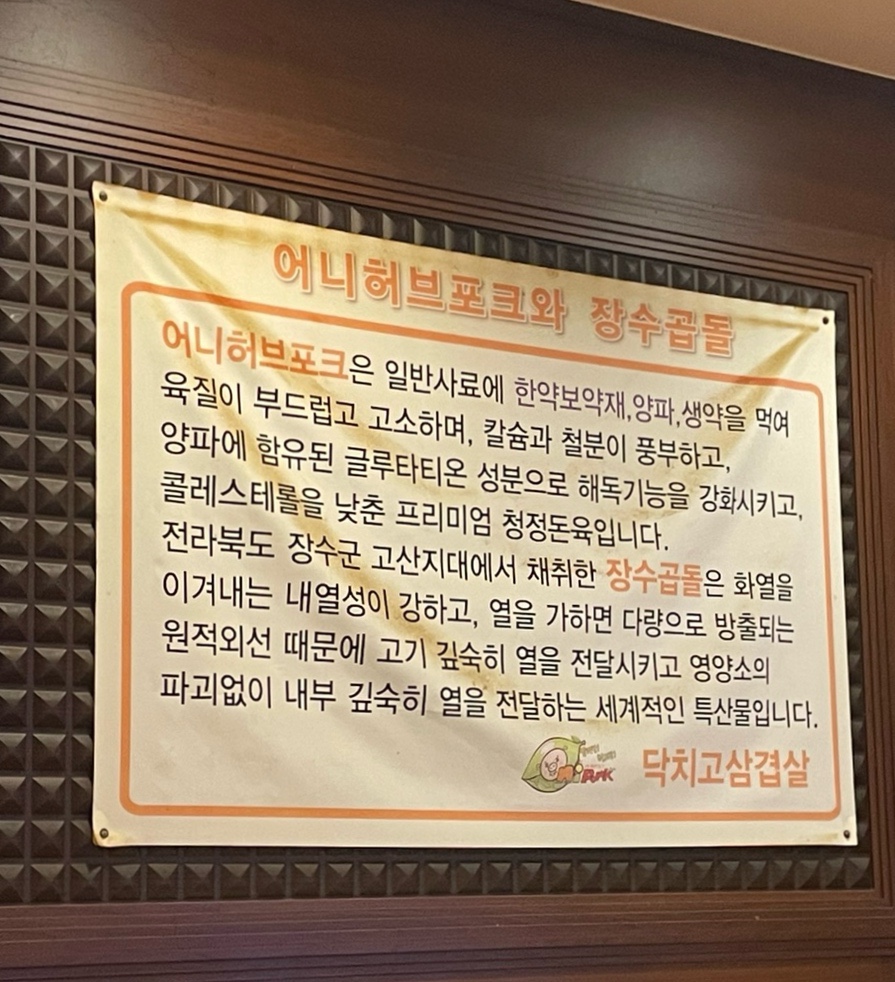 어니허브포크와 장수곱돌
어니허브포크은 일반사료에 한약보약재,양파,생약을 먹여
육질이 부드럽고 고소하며, 칼슘과 철분이 풍부하고,
양파에 함유된 글루타티온 성분으로 해독기능을 강화시키고,
콜레스테롤을 낮춘 프리미엄 청정돈육입니다.
전라북도 장수군 고산지대에서 채취한 장수곱돌은 화열을
이겨내는 내열성이 강하고, 열을 가하면 다량으로 방출되는
원적외선 때문에 고기 깊숙히 열을 전달시키고 영양소의
파괴없이 내부 깊숙히 열을 전달하는 세계적인 특산물입니다.
닥치고삼겹살